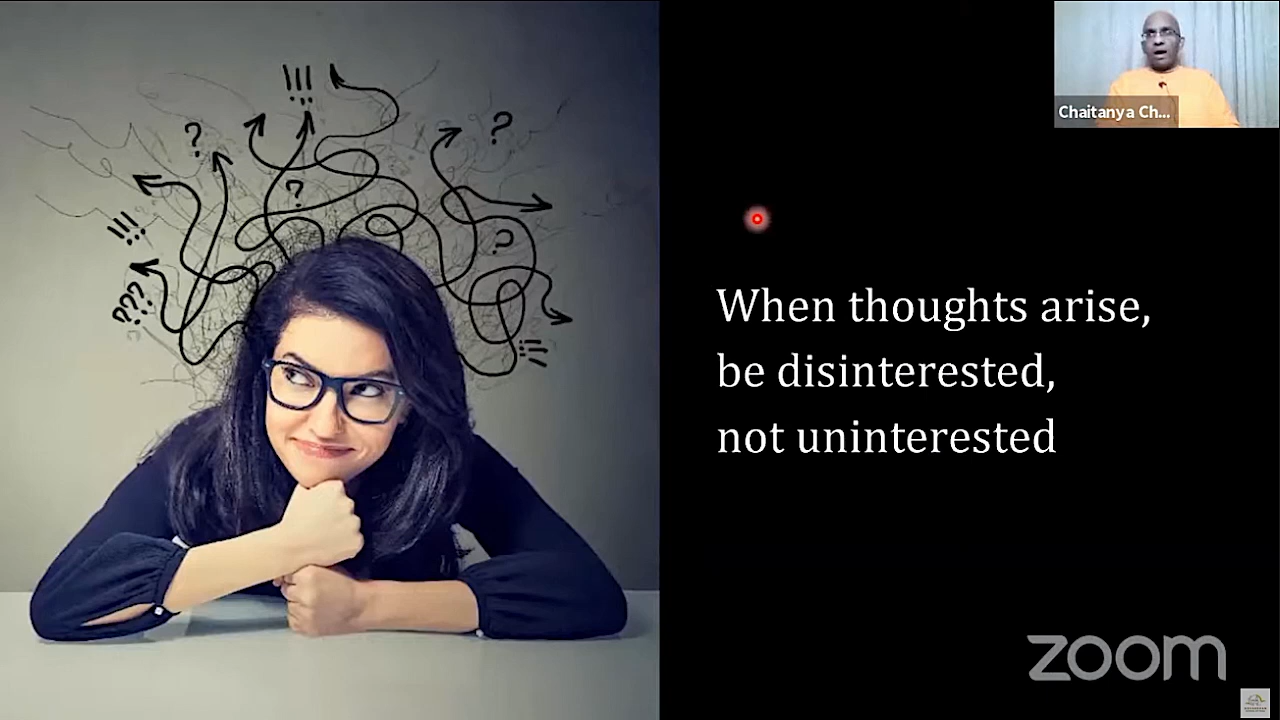 !!!
?
?
?
!!!
?
???
!!!
Chaitanya Ch...
When thoughts arise,
be disinterested,
not uninterested
zoom